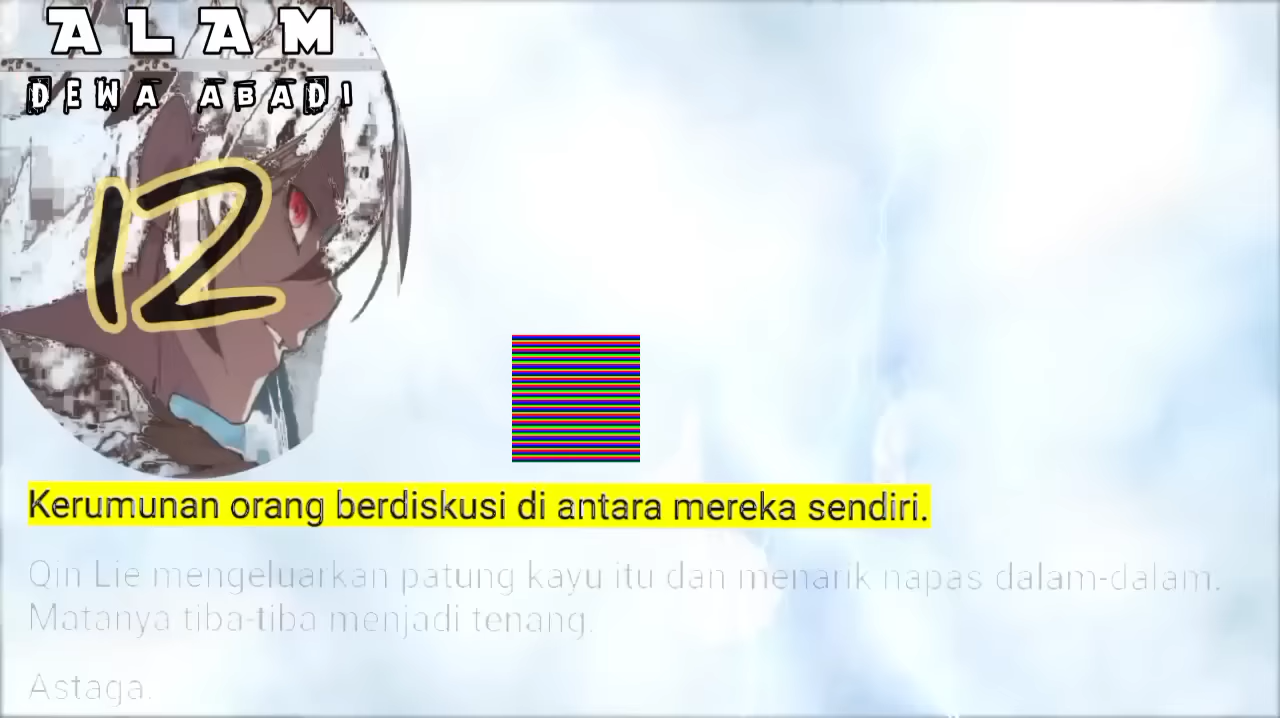 ALAM
DEWA ABADI
12
Kerumunan orang berdiskusi di antara mereka sendiri.
Qin Lie mengeluarkan patung kayu itu dan menarik napas dalam-dalam.
Matanya tiba-tiba menjadi tenang.
Astaga.